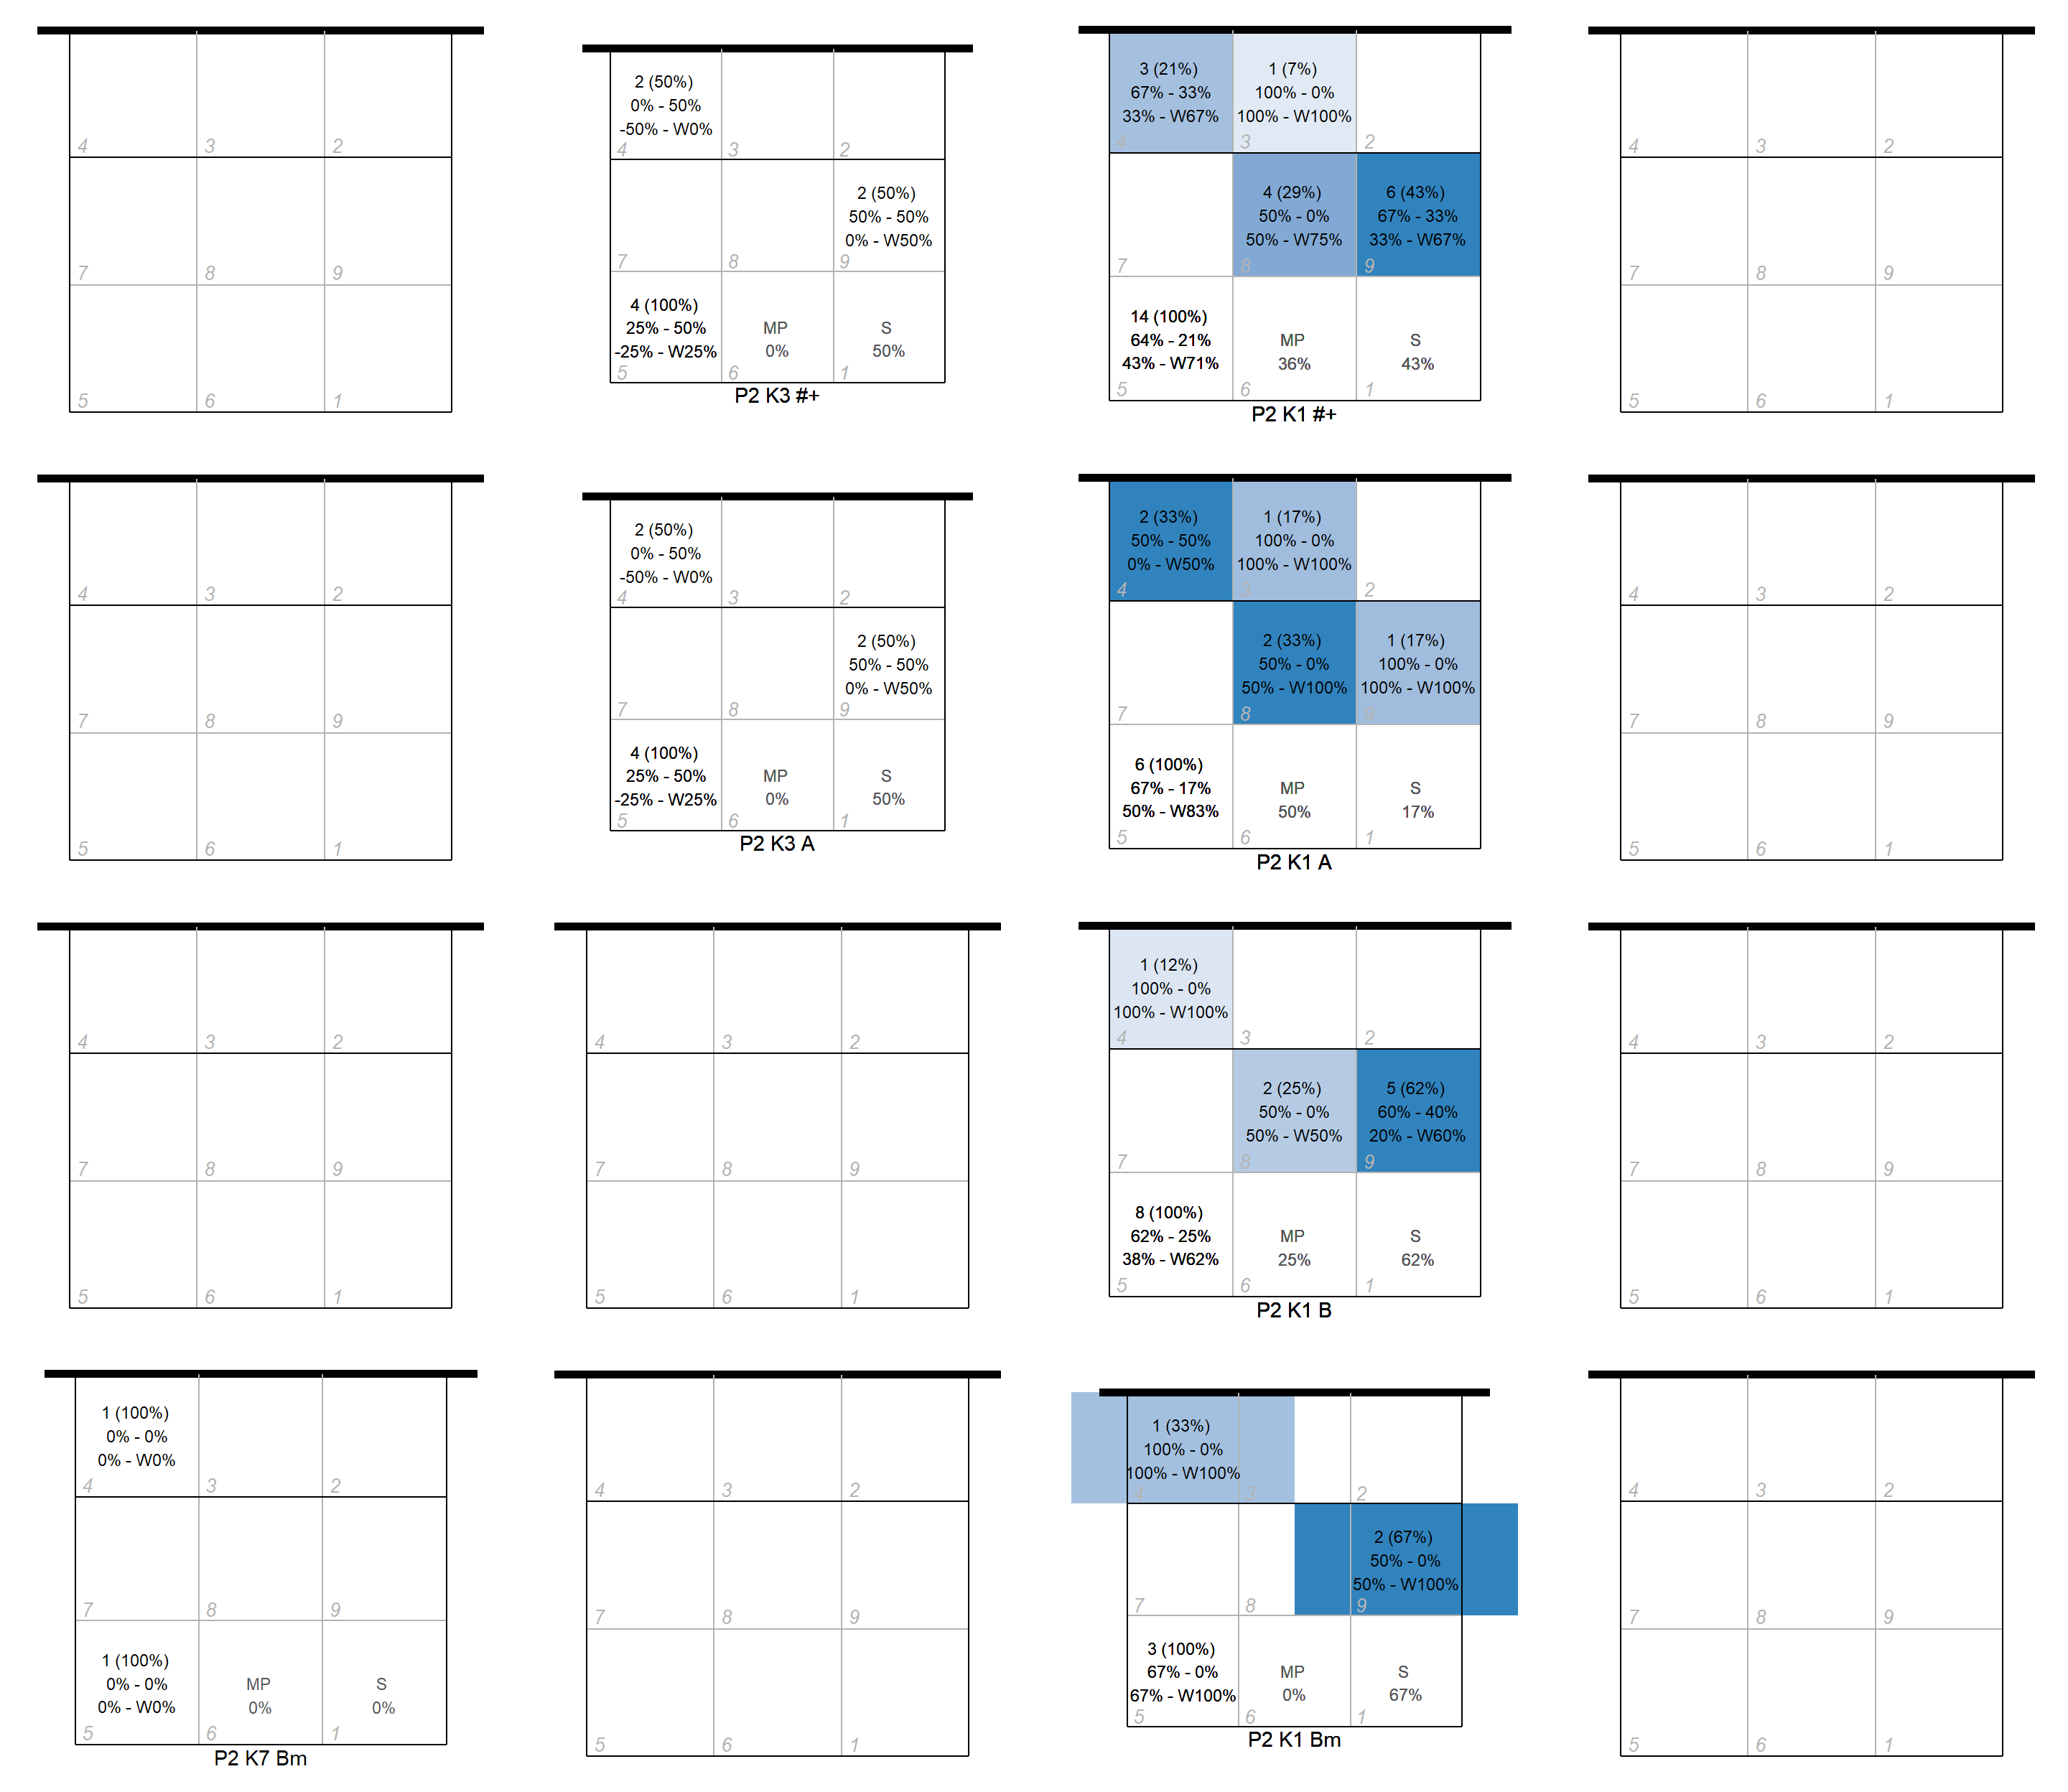 4 3 2
7 8 9
5 6 1
2 (50%)
0% - 50%
-50% - W0%
4 3 2
2 (50%)
50% - 50%
0% - W50%
7 8 9
4 (100%)
25% - 50%
-25% - W25%
MP
0%
S
50%
5 6 1
P2 K3 #+
3 (21%)
67% - 33%
33% - W67%
1 (7%)
100% - 0%
100% - W100%
4 3 2
4 (29%)
50% - 0%
50% - W75%
6 (43%)
67% - 33%
33% - W67%
7 8 9
14 (100%)
64% - 21%
43% - W71%
MP
36%
S
43%
5 6 1
P2 K1 #+
4 3 2
7 8 9
5 6 1
4 3 2
7 8 9
5 6 1
2 (50%)
0% - 50%
-50% - W0%
4 3 2
2 (50%)
50% - 50%
0% - W50%
7 8 9
4 (100%)
25% - 50%
-25% - W25%
MP
0%
S
50%
5 6 1
P2 K3 A
2 (33%)
50% - 50%
0% - W50%
1 (17%)
100% - 0%
100% - W100%
4 3 2
2 (33%)
50% - 0%
50% - W100%
1 (17%)
100% - 0%
100% - W100%
7 8 9
6 (100%)
67% - 17%
50% - W83%
MP
50%
S
17%
5 6 1
P2 K1 A
4 3 2
7 8 9
5 6 1
4 3 2
7 8 9
5 6 1
4 3 2
7 8 9
5 6 1
1 (12%)
100% - 0%
100% - W100%
4 3 2
2 (25%)
50% - 0%
50% - W50%
5 (62%)
60% - 40%
20% - W60%
7 8 9
8 (100%)
62% - 25%
38% - W62%
MP
25%
S
62%
5 6 1
P2 K1 B
4 3 2
7 8 9
5 6 1
1 (100%)
0% - 0%
0% - W0%
4 3 2
7 8 9
1 (100%)
0% - 0%
0% - W0%
MP
0%
S
0%
5 6 1
P2 K7 Bm
4 3 2
7 8 9
5 6 1
1 (33%)
100% - 0%
100% - W100%
4 3 2
2 (67%)
50% - 0%
50% - W100%
7 8 9
3 (100%)
67% - 0%
67% - W100%
MP
0%
S
67%
5 6 1
P2 K1 Bm
4 3 2
7 8 9
5 6 1